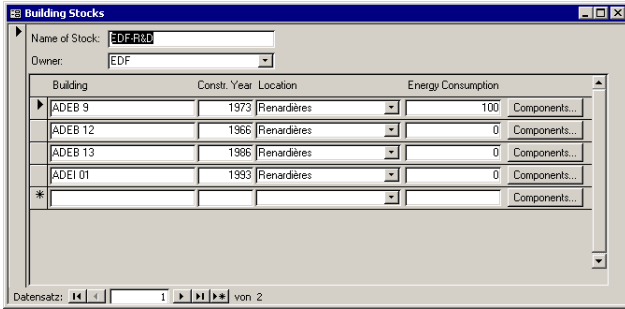 Building Stocks
Name of Stock: EDF-R&D
Owner: EDF
Building Constr. Year Location Energy Consumption
ADEB 9 1973 Renardières 100 Components...
ADEB 12 1966 Renardières 0 Components...
ADEB 13 1986 Renardières 0 Components...
ADEI 01 1993 Renardières 0 Components...
Components...
Datensatz: 1 von 2